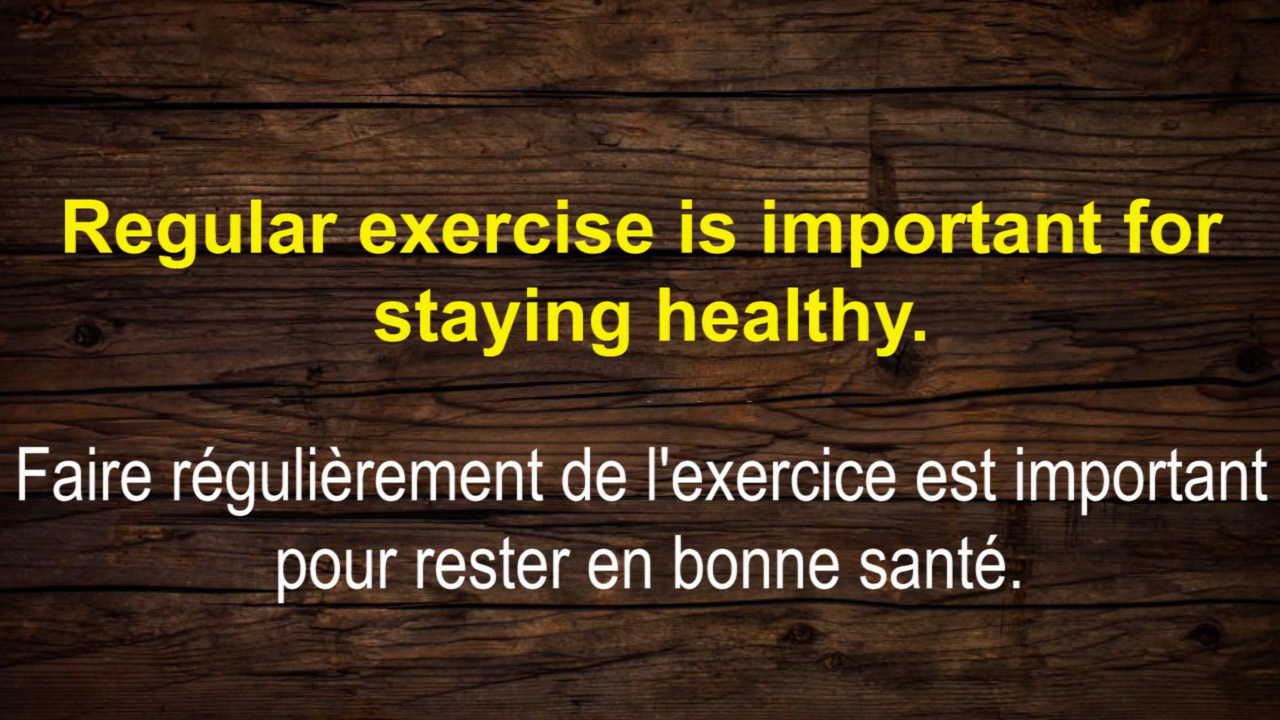 Regular exercise is important for
staying healthy.
Faire régulièrement de l'exercice est important
pour rester en bonne santé.